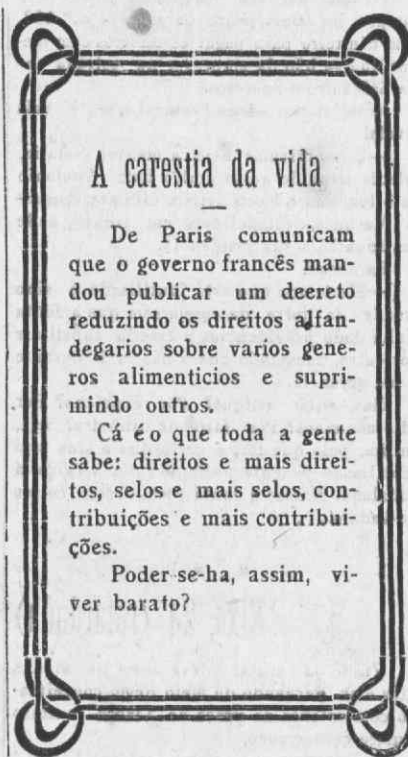 A carestia da vida
De Paris comunicam
que o governo francês man-
dou publicar um decreto
reduzindo os direitos alfan-
degarios sobre varios gene-
ros alimenticios e supri-
mindo outros.
Cá é o que toda a gente
sabe: direitos e mais direi-
tos, selos e mais selos, con-
tribuições e mais contribui-
ções.
Poder-se-ha, assim, vi-
ver barato?